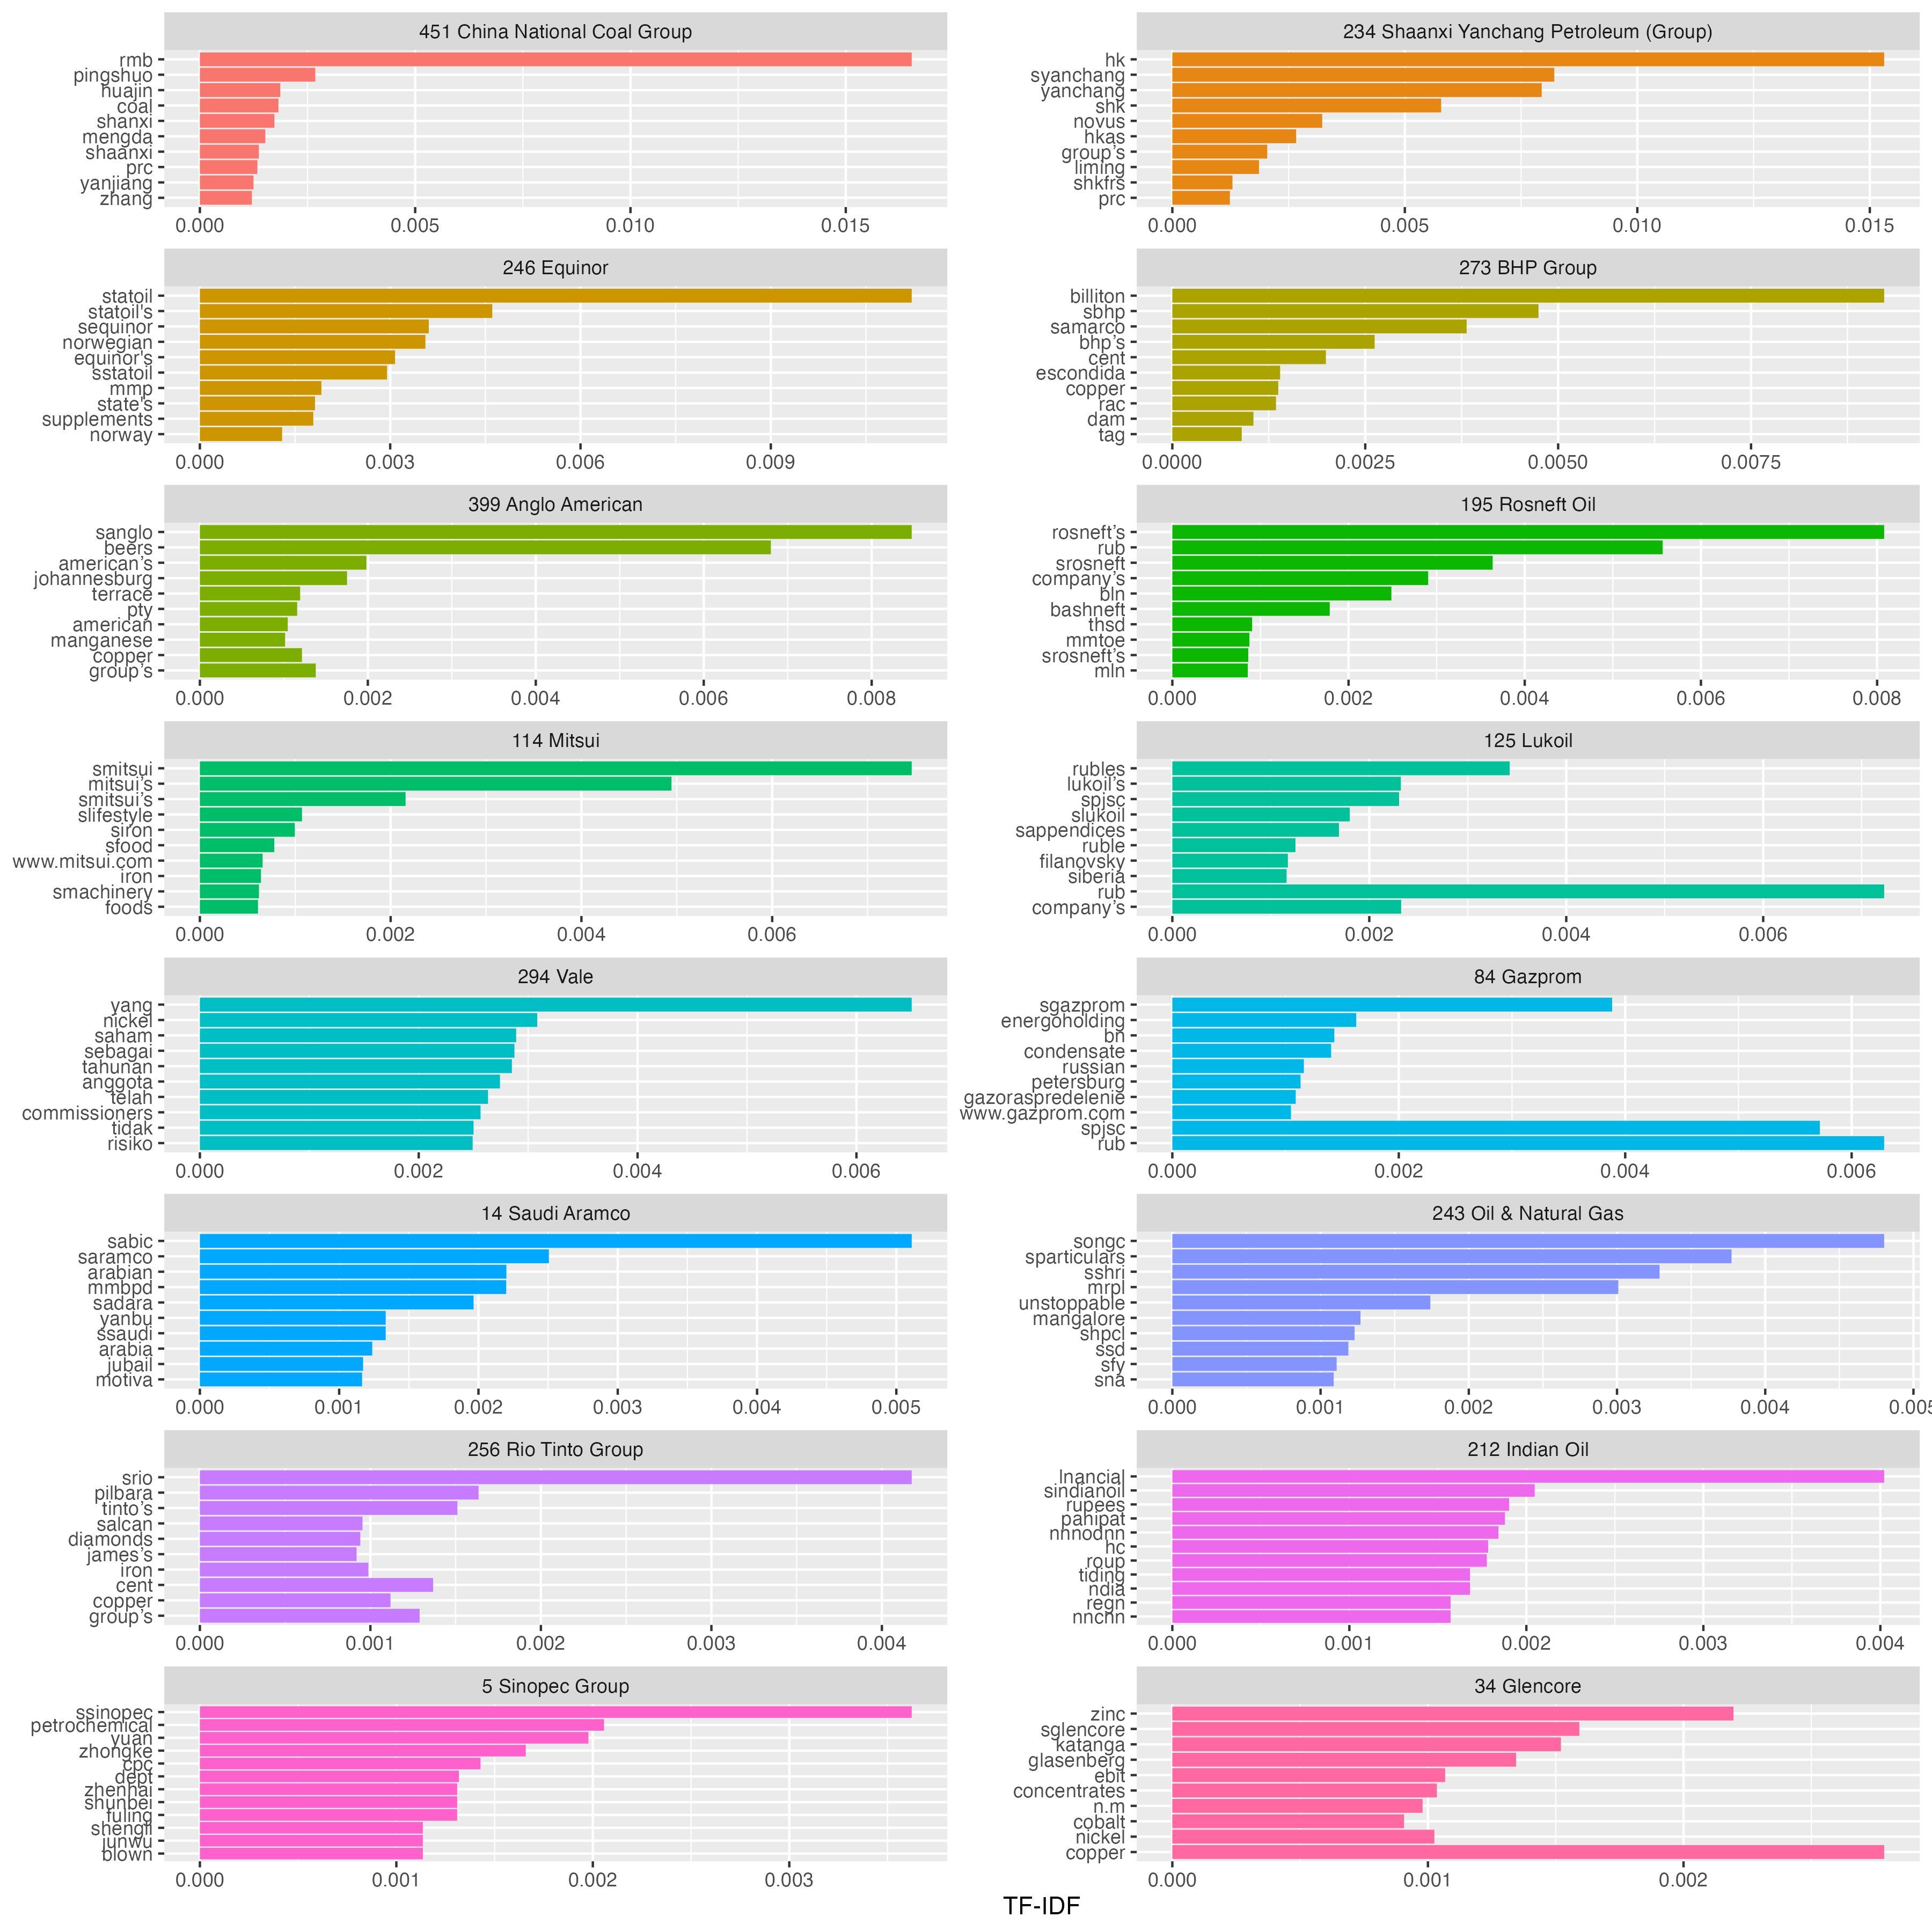 451 China National Coal Group
rmb
pingshuo
huajin
coal
shanxi
mengda
shaanxi
prc
yanjiang
zhang
0.000 0.005 0.010 0.015
234 Shaanxi Yanchang Petroleum (Group)
hk
syanchang
yanchang
shk
novus
hkas
group's
liming
shkfrs
prc
0.000 0.005 0.010 0.015
246 Equinor
statoil
statoil's
sequinor
norwegian
equinor's
sstatoil
mmp
state's
supplements
norway
0.000 0.003 0.006 0.009
273 BHP Group
billiton
sbhp
samarco
bhp's
cent
escondida
copper
rac
dam
tag
0.0000 0.0025 0.0050 0.0075
399 Anglo American
sanglo
beers
american's
johannesburg
terrace
pty
american
manganese
copper
group's
0.000 0.002 0.004 0.006 0.008
195 Rosneft Oil
rosneft's
rub
srosneft
company's
bln
bashneft
thsd
mmtoe
srosneft's
mln
0.000 0.002 0.004 0.006 0.008
114 Mitsui
smitsui
mitsui's
smitsui's
slifestyle
siron
sfood
www.mitsui.com
iron
smachinery
foods
0.000 0.002 0.004 0.006
125 Lukoil
rubles
lukoil's
spjsc
slukoil
sappendices
ruble
filanovsky
siberia
rub
company's
0.000 0.002 0.004 0.006
294 Vale
yang
nickel
saham
sebagai
tahunan
anggota
telah
commissioners
tidak
risiko
0.000 0.002 0.004 0.006
84 Gazprom
sgazprom
energoholding
bn
condensate
russian
petersburg
gazoraspredelenie
www.gazprom.com
spjsc
rub
0.000 0.002 0.004 0.006
14 Saudi Aramco
sabic
saramco
arabian
mmbpd
sadara
yanbu
ssaudi
arabia
jubail
motiva
0.000 0.001 0.002 0.003 0.004 0.005
243 Oil & Natural Gas
songc
sparticulars
sshri
mrpl
unstoppable
mangalore
shpcl
ssd
sfy
sna
0.000 0.001 0.002 0.003 0.004 0.005
256 Rio Tinto Group
srio
pilbara
tinto's
salcan
diamonds
james's
iron
cent
copper
group's
0.000 0.001 0.002 0.003 0.004
212 Indian Oil
lnancial
sindianoil
rupees
panipat
nhnodnn
hc
roup
tiding
ndia
regn
nnchn
0.000 0.001 0.002 0.003 0.004
5 Sinopec Group
ssinopec
petrochemical
yuan
zhongke
cpc
dept
zhenhai
shunbei
fuling
shengli
junwu
blown
0.000 0.001 0.002 0.003
34 Glencore
zinc
sglencore
katanga
glasenberg
ebit
concentrates
n.m
cobalt
nickel
copper
0.000 0.001 0.002
TF-IDF